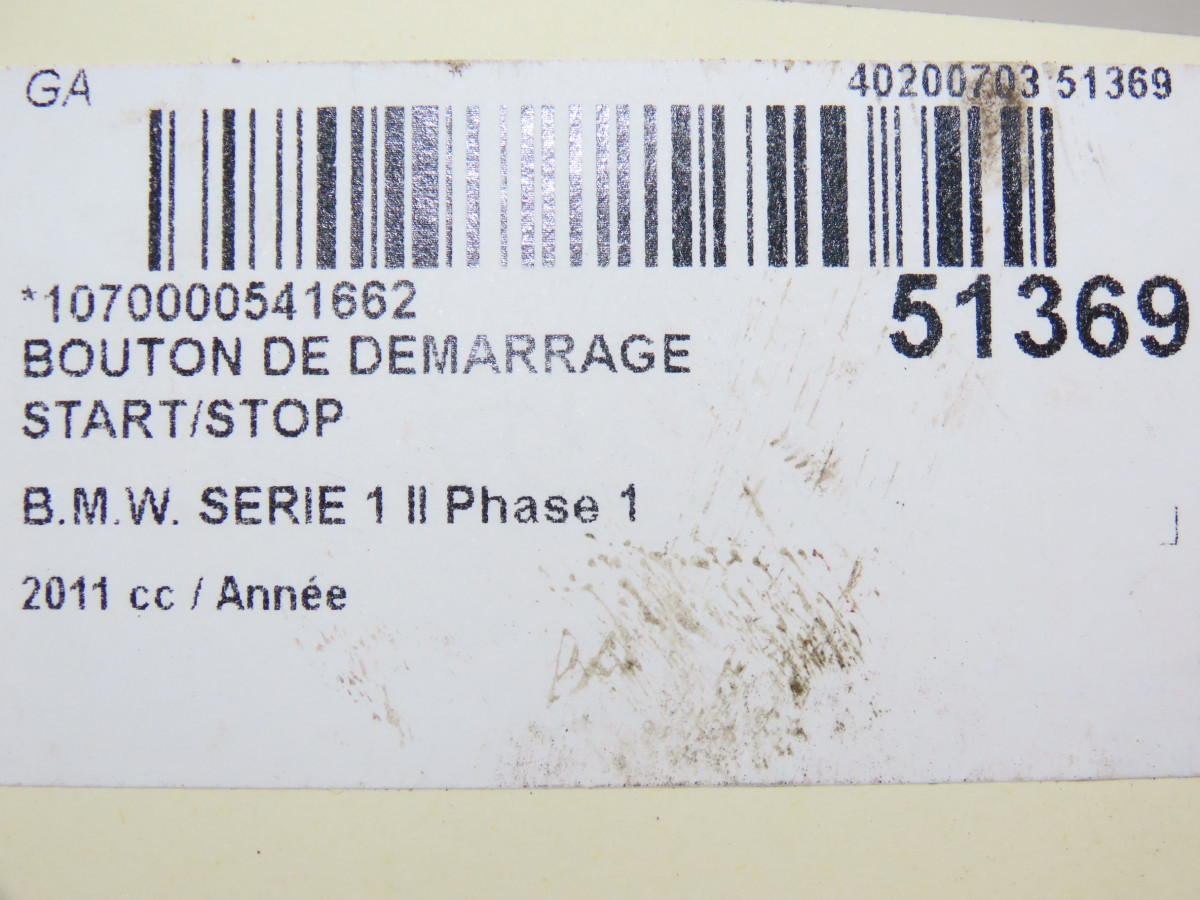 GA 40200703 51369
*1070000541662
51369
BOUTON DE DEMARRAGE
START/STOP
B.M.W. SERIE 1 II Phase 1
2011 cc / Année